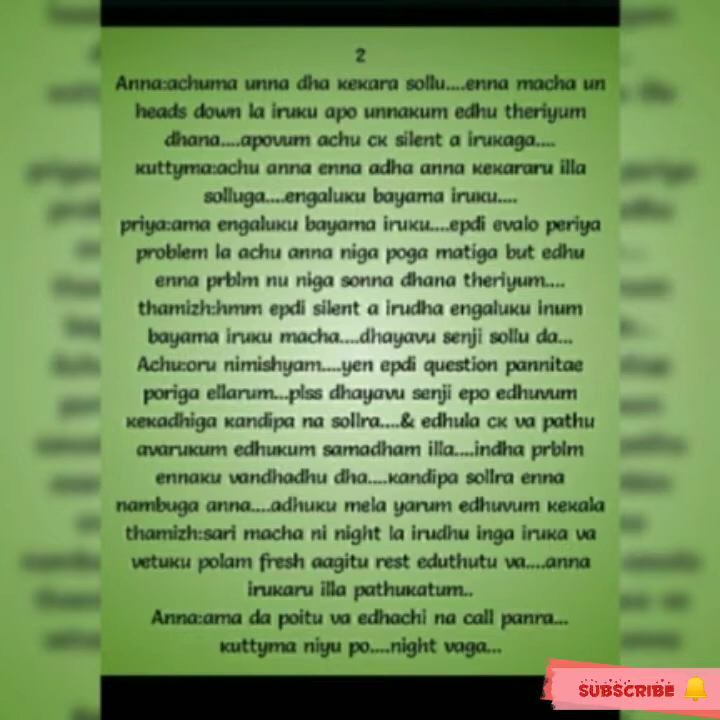 2
Anna:achuma unna dha kekara sollu....enna macha un
heads down la iruku apo unnakum edhu theriyum
dhana....apovum achu ck silent a irukaga....
kuttyma:achu anna enna adha anna kekararu illa
solluga....engaluku bayama iruku....
priya:ama engaluku bayama iruku....epdi evalo periya
problem la achu anna niga poga matiga but edhu
enna prblm nu niga sonna dhana theriyum....
thamizh:hmm epdi silent a irudha engaluku inum
bayama iruku macha....dhayavu senji sollu da...
Achu:oru nimishyam....yen epdi question pannitae
poriga ellarum...plss dhayavu senji epo edhuvum
kekadhiga kandipa na sollra....& edhula ck va pathu
avarukum edhukum samadham illa....indha prblm
ennaku vandhadhu dha....kandipa sollra enna
nambuga anna....adhuku mela yarum edhuvum kekala
thamizh:sari macha ni night la irudhu inga iruka va
vetuku polam fresh aagitu rest eduthutu va....anna
irukaru illa pathukatum..
Anna:ama da poitu va edhachi na call panra...
kuttyma niyu po....night vaga...
SUBSCRIBE